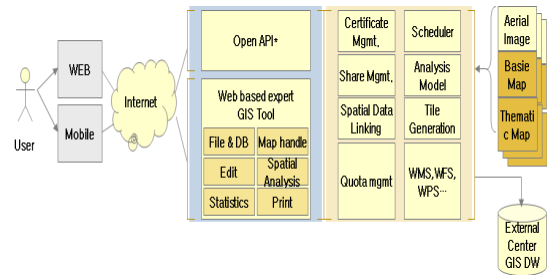 User
WEB
Mobile
Internet
Open API*
Web based expert
GIS Tool
File & DB
Map handle
Edit
Spatial
Analysis
Statistics
Print
Certificate
Mgmt.
Scheduler
Share Mgmt.
Analysis
Model
Spatial Data
Linking
Tile
Generation
Quota mgmt
WMS,WFS,
WPS...
Aerial
Image
Basie
Map
Themati
c Map
External
Center
GIS DW